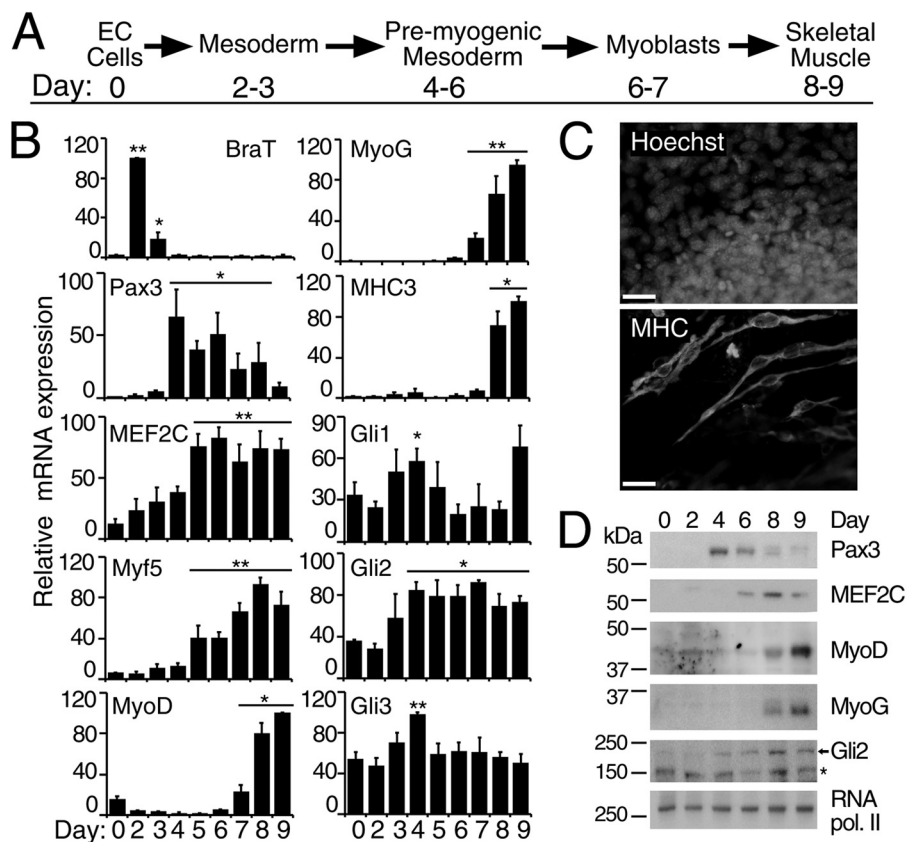 A
EC Cells
Mesoderm
Pre-myogenic Mesoderm
Myoblasts
Skeletal Muscle
Day: 0 2-3 4-6 6-7 8-9
B
Relative mRNA expression
BraT
120
80
40
0
**
*
MyoG
120
80
40
0
**
Pax3
100
50
0
*
MHC3
120
80
40
0
*
MEF2C
100
50
0
**
Gli1
90
60
30
0
*
Myf5
120
80
40
0
**
Gli2
120
80
40
0
*
MyoD
120
80
40
0
*
Gli3
120
80
40
0
**
Day: 0 2 3 4 5 6 7 8 9 0 2 3 4 5 6 7 8 9
C
Hoechst
MHC
D
0 2 4 6 8 9 Day
kDa
50
Pax3
50
MEF2C
50
37
MyoD
37
MyoG
250
150
Gli2
*
250
RNA pol. II